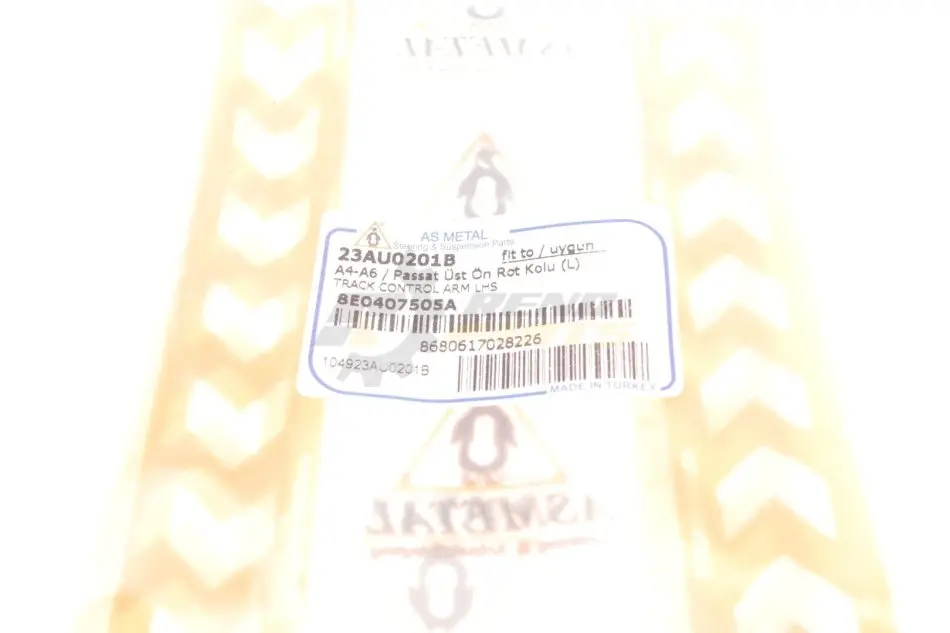 AS METAL
Steering & Suspension Parts
23AU0201B fit to / uygun
A4-A6 / Passat Üst Ön Rot Kolu (L)
TRACK CONTROL ARM LHS
8E0407505A
8680617028226
104923AU0201B
MADE IN TURKEY
ASMETAL